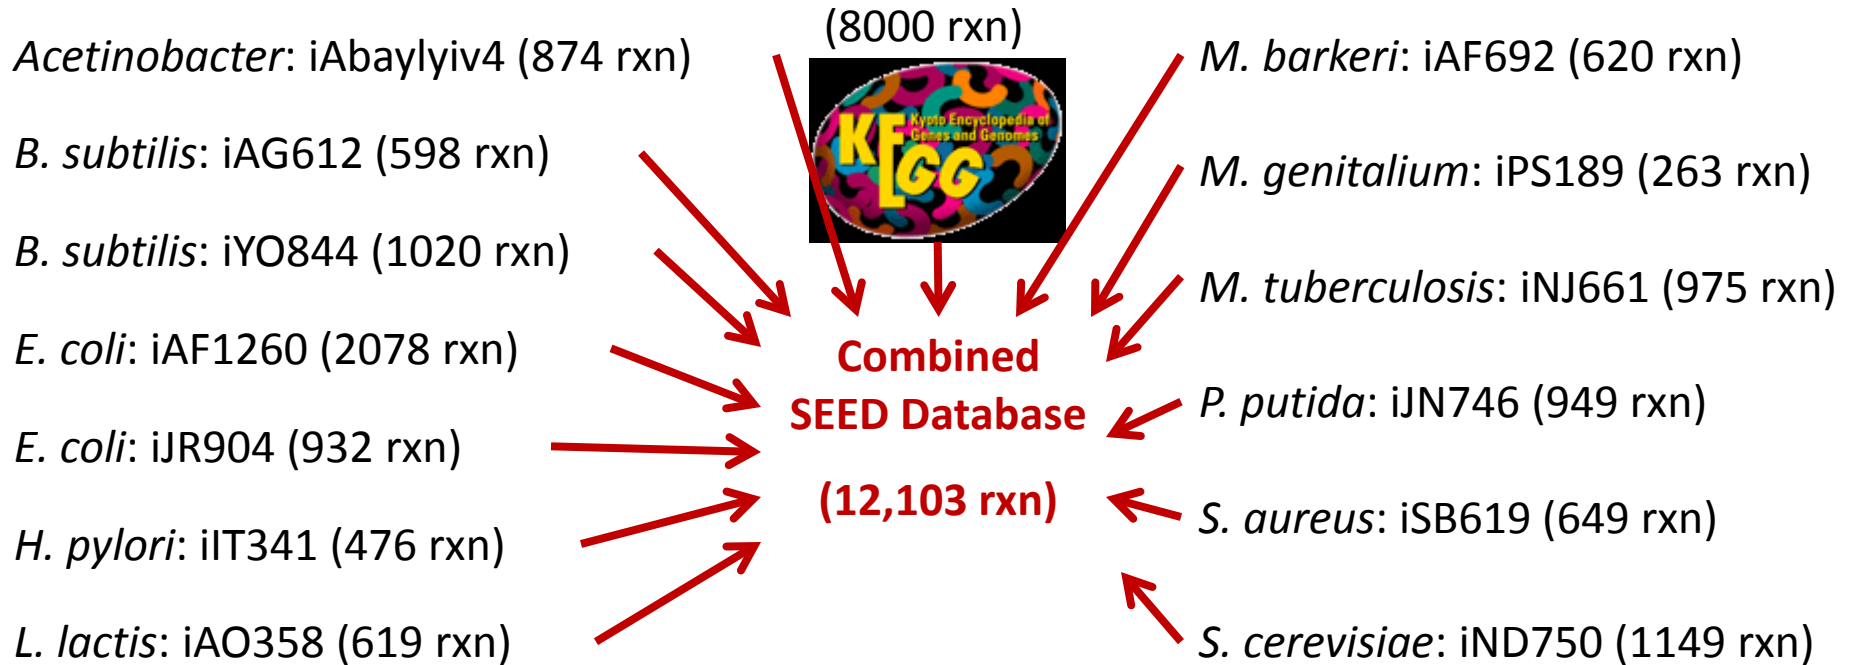 Acetinobacter: iAbaylyiv4 (874 rxn)
B. subtilis: iAG612 (598 rxn)
B. subtilis: iYO844 (1020 rxn)
E. coli: iAF1260 (2078 rxn)
E. coli: iJR904 (932 rxn)
H. pylori: iIT341 (476 rxn)
L. lactis: iAO358 (619 rxn)
(8000 rxn)
Kyoto Encyclopedia of
Genes and Genomes
KEGG
Combined
SEED Database
(12,103 rxn)
M. barkeri: iAF692 (620 rxn)
M. genitalium: iPS189 (263 rxn)
M. tuberculosis: iNJ661 (975 rxn)
P. putida: iJN746 (949 rxn)
S. aureus: iSB619 (649 rxn)
S. cerevisiae: iND750 (1149 rxn)